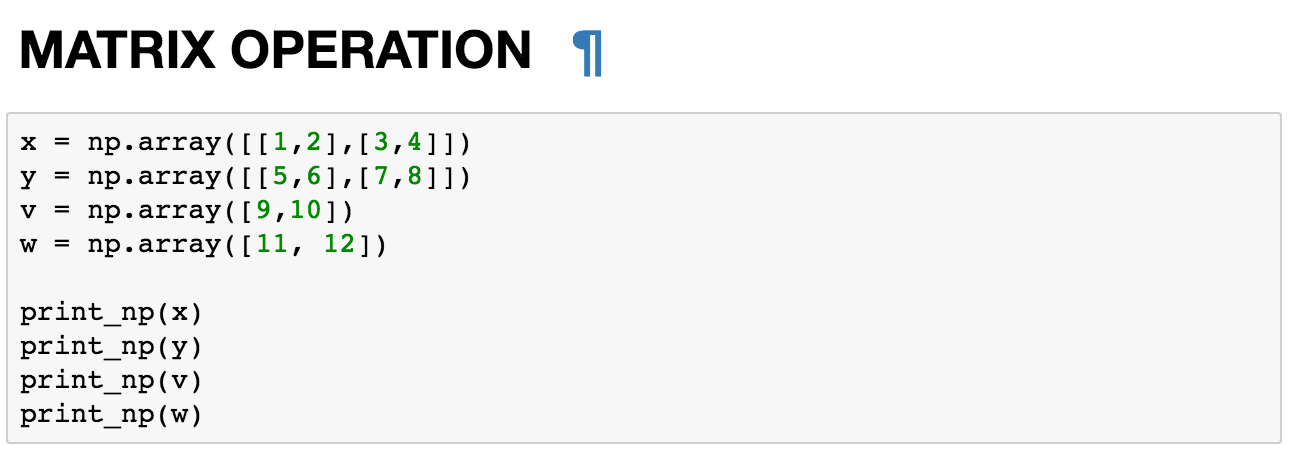 MATRIX OPERATION ¶
x = np.array([[1,2],[3,4]])
y = np.array([[5,6],[7,8]])
v = np.array([9,10])
w = np.array([11, 12])
print_np(x)
print_np(y)
print_np(v)
print_np(w)